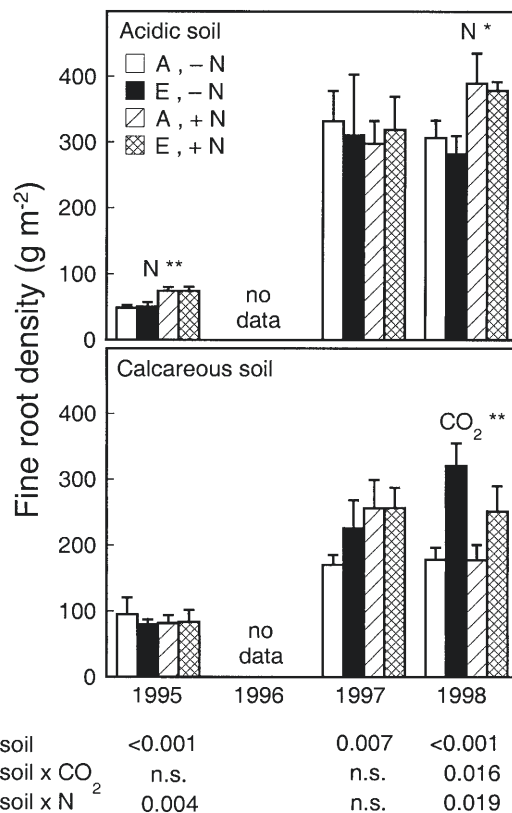 Fine root density (g m⁻²)
Acidic soil
A , – N
E , – N
A , + N
E , + N
N *
N **
no
data
400
300
200
100
0
Calcareous soil
CO₂ **
no
data
400
300
200
100
0
1995 1996 1997 1998
soil <0.001 0.007 <0.001
soil x CO₂ n.s. n.s. 0.016
soil x N 0.004 n.s. 0.019